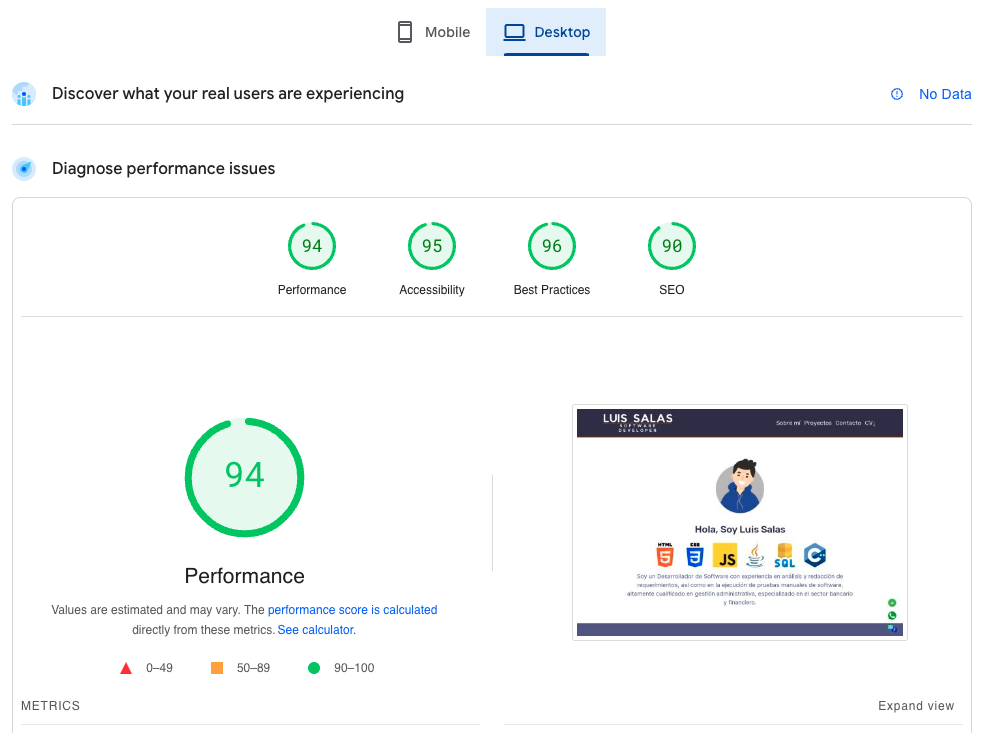 Mobile
Desktop
Discover what your real users are experiencing
No Data
Diagnose performance issues
94
95
96
90
Performance
Accessibility
Best Practices
SEO
94
Performance
Values are estimated and may vary. The performance score is calculated
directly from these metrics. See calculator.
0–49
50–89
90–100
LUIS SALAS
SOFTWARE
DEVELOPER
Sobre mí Proyectos Contacto CV↓
Hola, Soy Luis Salas
HTML
5
CSS
3
JS
Java
SQL
C++
Soy un Desarrollador de Software con experiencia en análisis y redacción de
requerimientos, así como en la ejecución de pruebas manuales de software,
altamente cualificado en gestión administrativa, especializado en el sector bancario
y financiero.
METRICS
Expand view